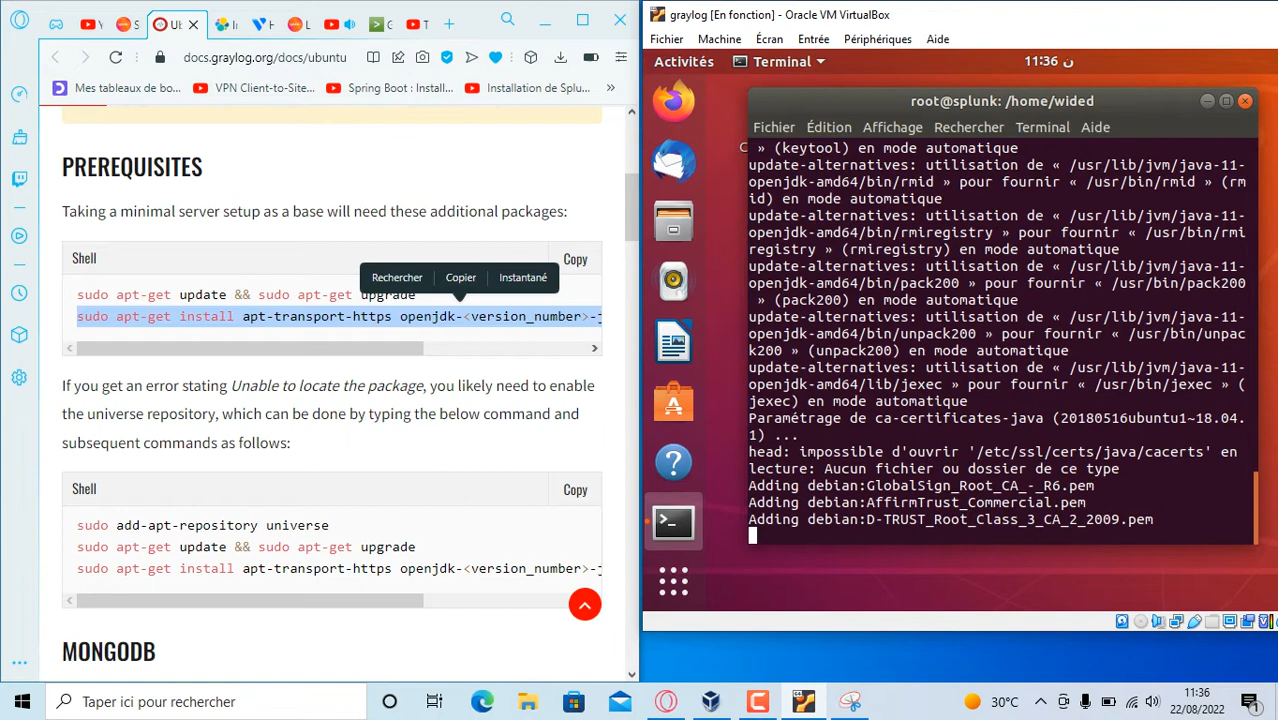 Y
S
Ub
In
V F
L
C
T
docs.graylog.org/docs/ubuntu
Mes tableaux de bo...
VPN Client-to-Site...
Spring Boot : Install...
Installation de Splu...
»
PREREQUISITES
Taking a minimal server setup as a base will need these additional packages:
Shell
Copy
Rechercher
Copier
Instantané
sudo apt-get update && sudo apt-get upgrade
sudo apt-get install apt-transport-https openjdk-<version_number>-j
If you get an error stating Unable to locate the package, you likely need to enable
the universe repository, which can be done by typing the below command and
subsequent commands as follows:
Shell
Copy
sudo add-apt-repository universe
sudo apt-get update && sudo apt-get upgrade
sudo apt-get install apt-transport-https openjdk-<version_number>-j
MONGODB
graylog [En fonction] - Oracle VM VirtualBox
Fichier Machine Écran Entrée Périphériques Aide
Activités
Terminal
11:36 ن
root@splunk: /home/wided
Fichier Édition Affichage Rechercher Terminal Aide
» (keytool) en mode automatique
update-alternatives: utilisation de « /usr/lib/jvm/java-11-
openjdk-amd64/bin/rmid » pour fournir « /usr/bin/rmid » (rm
id) en mode automatique
update-alternatives: utilisation de « /usr/lib/jvm/java-11-
openjdk-amd64/bin/rmiregistry » pour fournir « /usr/bin/rmi
registry » (rmiregistry) en mode automatique
update-alternatives: utilisation de « /usr/lib/jvm/java-11-
openjdk-amd64/bin/pack200 » pour fournir « /usr/bin/pack200
» (pack200) en mode automatique
update-alternatives: utilisation de « /usr/lib/jvm/java-11-
openjdk-amd64/bin/unpack200 » pour fournir « /usr/bin/unpac
k200 » (unpack200) en mode automatique
update-alternatives: utilisation de « /usr/lib/jvm/java-11-
openjdk-amd64/lib/jexec » pour fournir « /usr/bin/jexec » (
jexec) en mode automatique
Paramétrage de ca-certificates-java (20180516ubuntu1~18.04.
1) ...
head: impossible d'ouvrir '/etc/ssl/certs/java/cacerts' en
lecture: Aucun fichier ou dossier de ce type
Adding debian:GlobalSign_Root_CA_-_R6.pem
Adding debian:AffirmTrust_Commercial.pem
Adding debian:D-TRUST_Root_Class_3_CA_2_2009.pem
Taper ici pour rechercher
30°C
11:36
22/08/2022
1